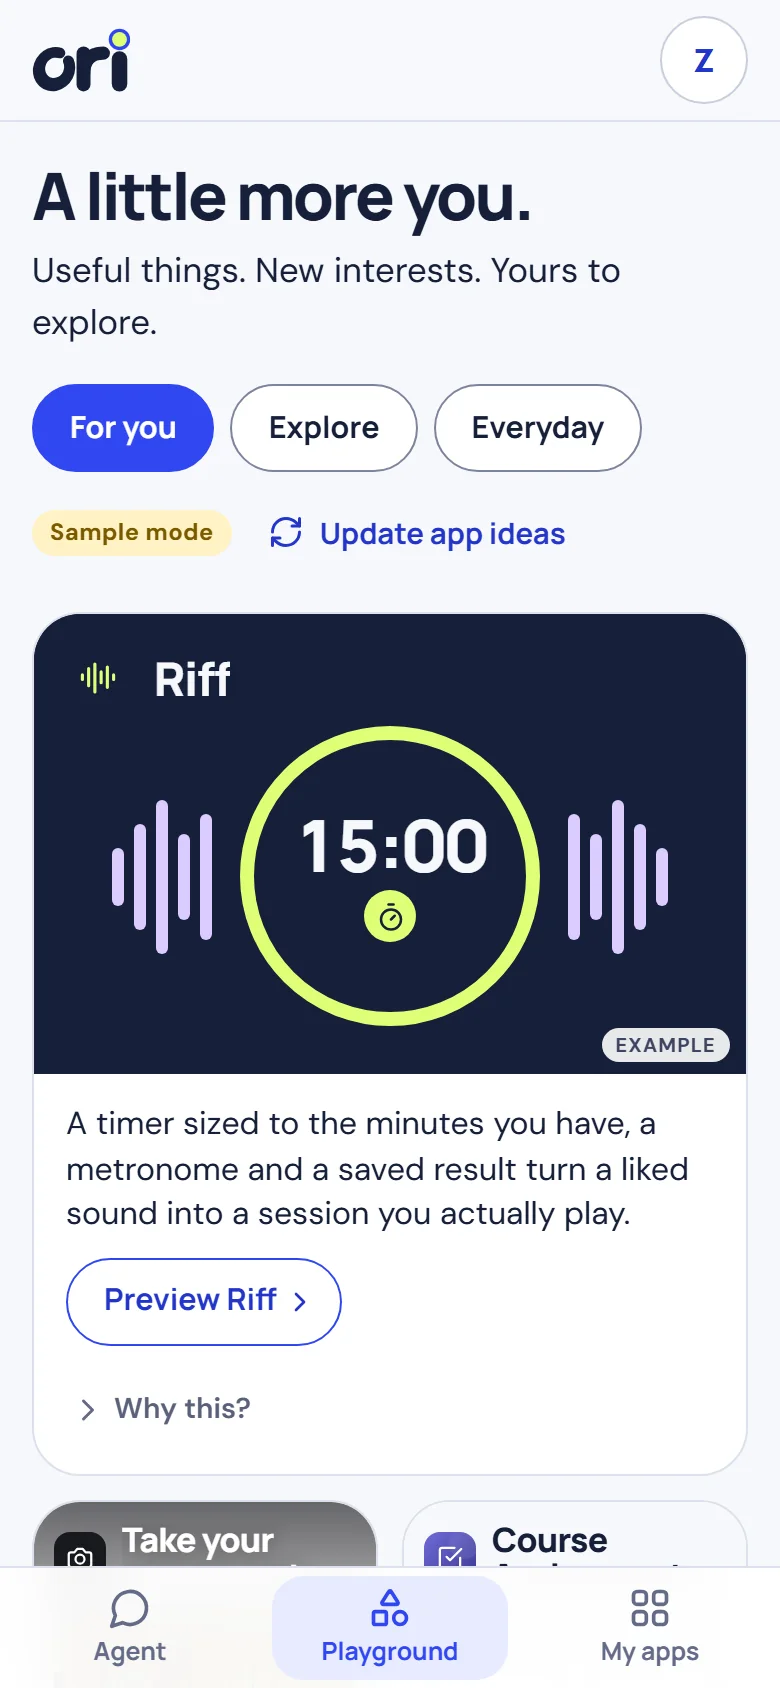 ori
Z
A little more you.
Useful things. New interests. Yours to
explore.
For you
Explore
Everyday
Sample mode
Update app ideas
Riff
15:00
EXAMPLE
A timer sized to the minutes you have, a
metronome and a saved result turn a liked
sound into a session you actually play.
Preview Riff
Why this?
Take your
Course
Agent
Playground
My apps